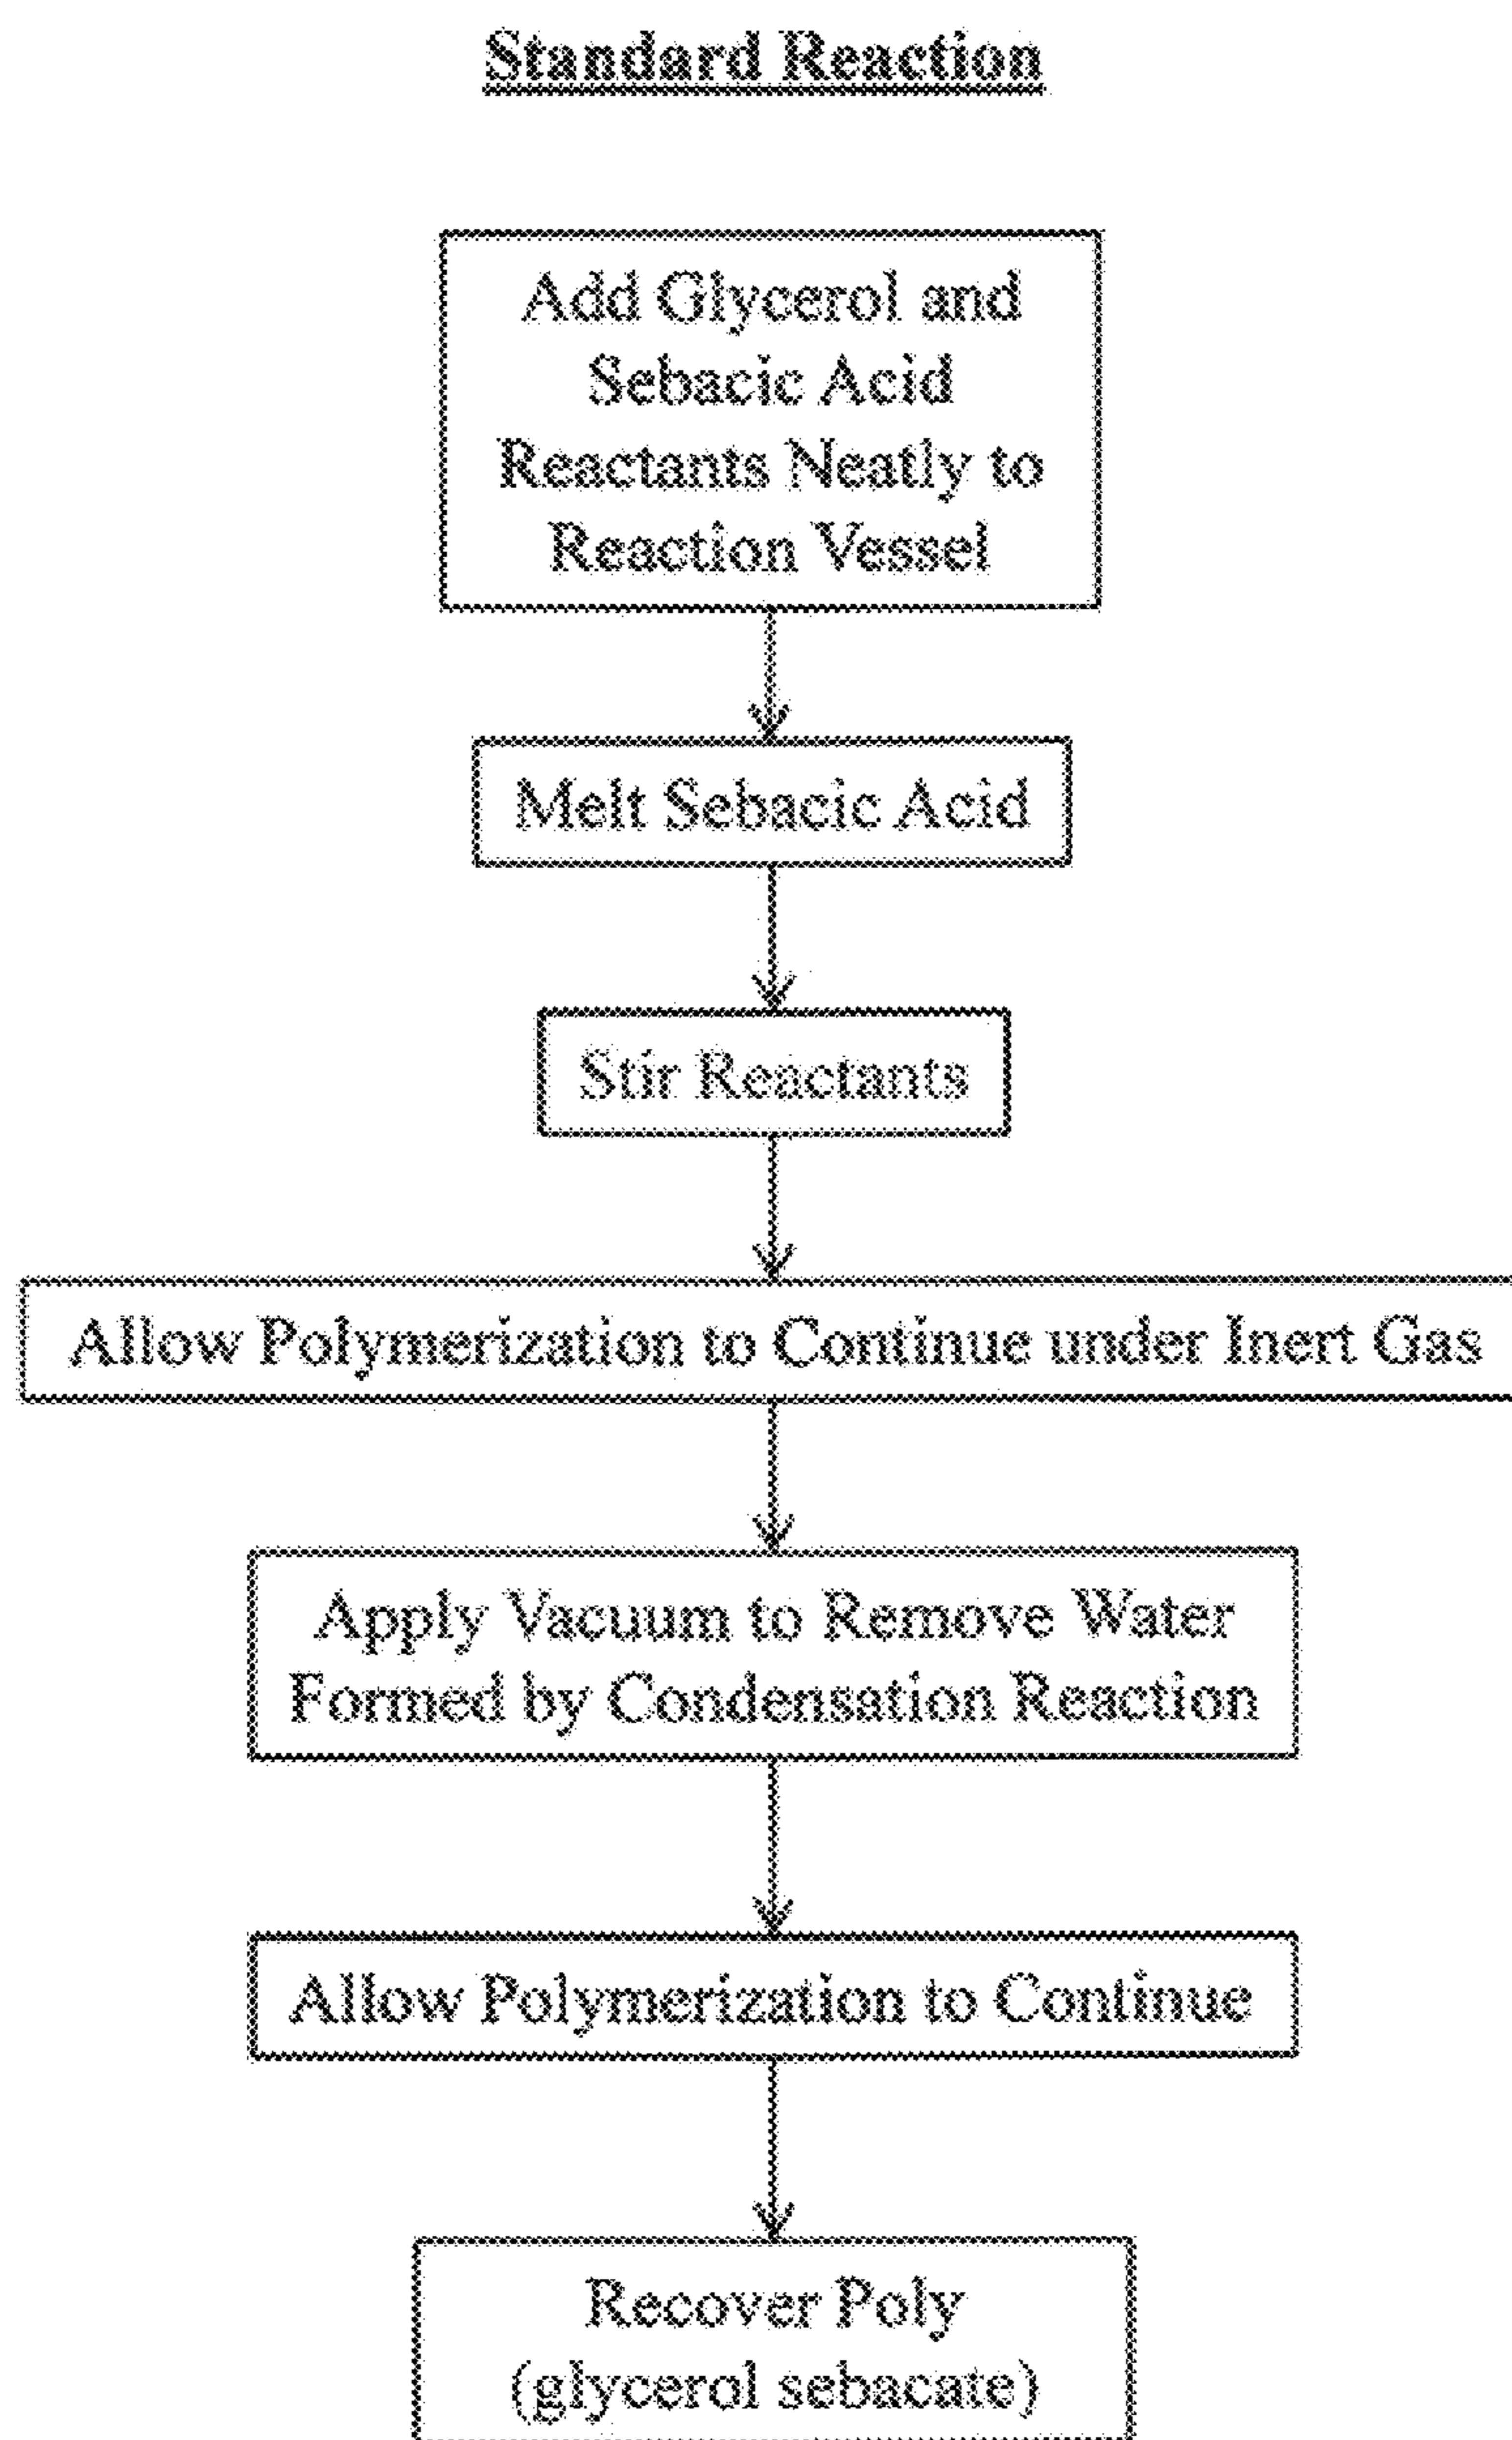 Standard Reaction
Add Glycerol and
Sebacic Acid
Reactants Neatly to
Reaction Vessel
Melt Sebacic Acid
Stir Reactants
Allow Polymerization to Continue under Inert Gas
Apply Vacuum to Remove Water
Formed by Condensation Reaction
Allow Polymerization to Continue
Recover Poly
(glycerol sebacate)